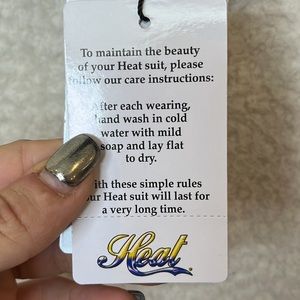 To maintain the beauty
of your Heat suit, please
follow our care instructions:
After each wearing,
hand wash in cold
water with mild
soap and lay flat
to dry.
With these simple rules
your Heat suit will last for
a very long time.
Heat